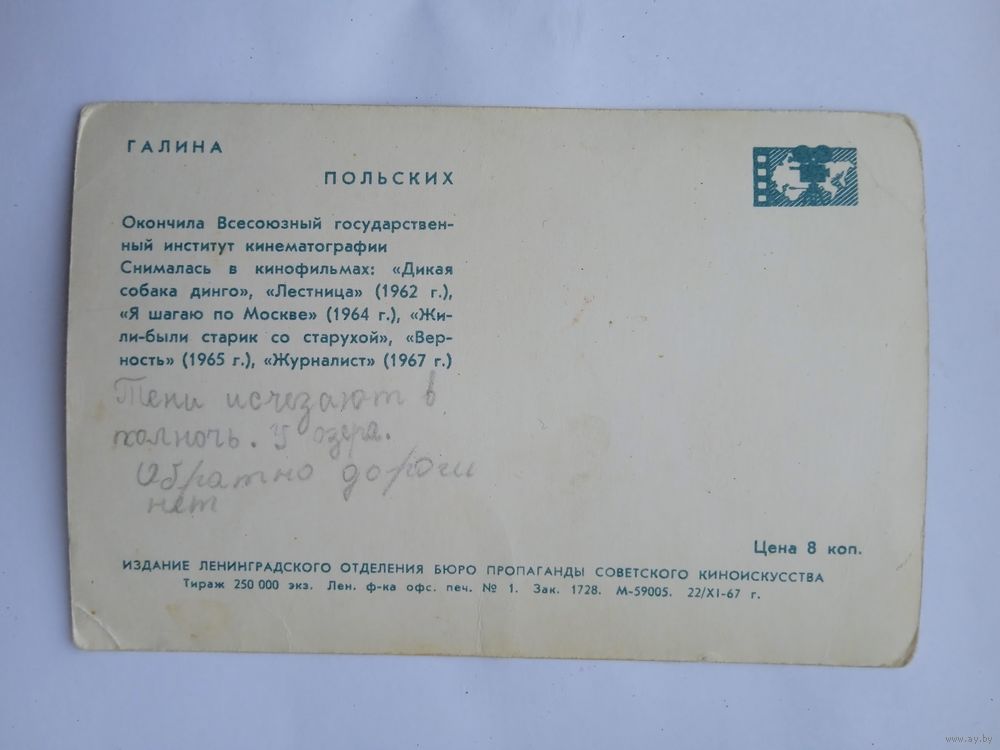 ГАЛИНА
ПОЛЬСКИХ
Окончила Всесоюзный государствен-
ный институт кинематографии
Снималась в кинофильмах: «Дикая
собака динго», «Лестница» (1962 г.),
«Я шагаю по Москве» (1964 г.), «Жи-
ли-были старик со старухой», «Вер-
ность» (1965 г.), «Журналист» (1967 г.)
Тени исчезают в
полночь. У озера.
Обратно дороги
нет
Цена 8 коп.
ИЗДАНИЕ ЛЕНИНГРАДСКОГО ОТДЕЛЕНИЯ БЮРО ПРОПАГАНДЫ СОВЕТСКОГО КИНОИСКУССТВА
Тираж 250 000 экз. Лен. ф-ка офс. печ. № 1. Зак. 1728. М-59005. 22/XI-67 г.
www.ay.by